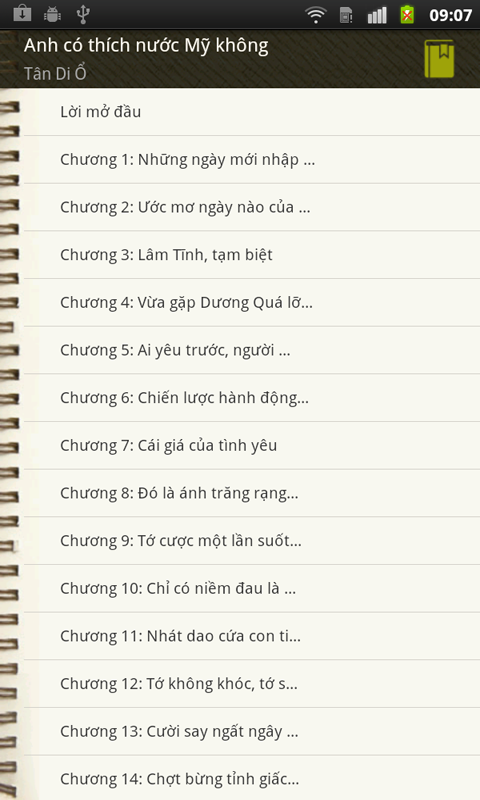 09:07
Anh có thích nước Mỹ không
Tân Di Ổ
Lời mở đầu
Chương 1: Những ngày mới nhập ...
Chương 2: Ước mơ ngày nào của ...
Chương 3: Lâm Tĩnh, tạm biệt
Chương 4: Vừa gặp Dương Quá lỡ...
Chương 5: Ai yêu trước, người ...
Chương 6: Chiến lược hành động...
Chương 7: Cái giá của tình yêu
Chương 8: Đó là ánh trăng rạng...
Chương 9: Tớ cược một lần suốt...
Chương 10: Chỉ có niềm đau là ...
Chương 11: Nhát dao cứa con ti...
Chương 12: Tớ không khóc, tớ s...
Chương 13: Cười say ngất ngây ...
Chương 14: Chợt bừng tỉnh giấc...